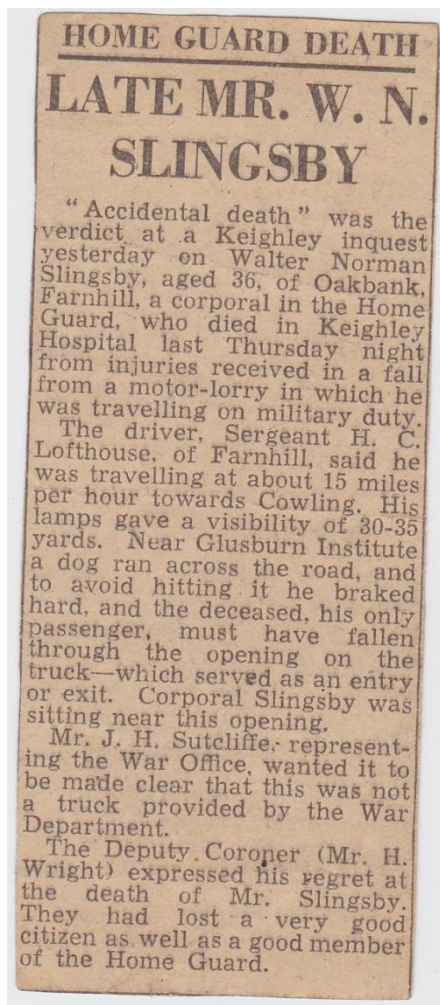 HOME GUARD DEATH
LATE MR. W. N.
SLINGSBY
"Accidental death" was the
verdict at a Keighley inquest
yesterday on Walter Norman
Slingsby, aged 36, of Oakbank,
Farnhill, a corporal in the Home
Guard, who died in Keighley
Hospital last Thursday night
from injuries received in a fall
from a motor-lorry in which he
was travelling on military duty.
The driver, Sergeant H. C.
Lofthouse, of Farnhill, said he
was travelling at about 15 miles
per hour towards Cowling. His
lamps gave a visibility of 30-35
yards. Near Glusburn Institute
a dog ran across the road, and
to avoid hitting it he braked
hard, and the deceased, his only
passenger, must have fallen
through the opening on the
truck—which served as an entry
or exit. Corporal Slingsby was
sitting near this opening.
Mr. J. H. Sutcliffe, represent-
ing the War Office, wanted it to
be made clear that this was not
a truck provided by the War
Department.
The Deputy Coroner (Mr. H.
Wright) expressed his regret at
the death of Mr. Slingsby.
They had lost a very good
citizen as well as a good member
of the Home Guard.